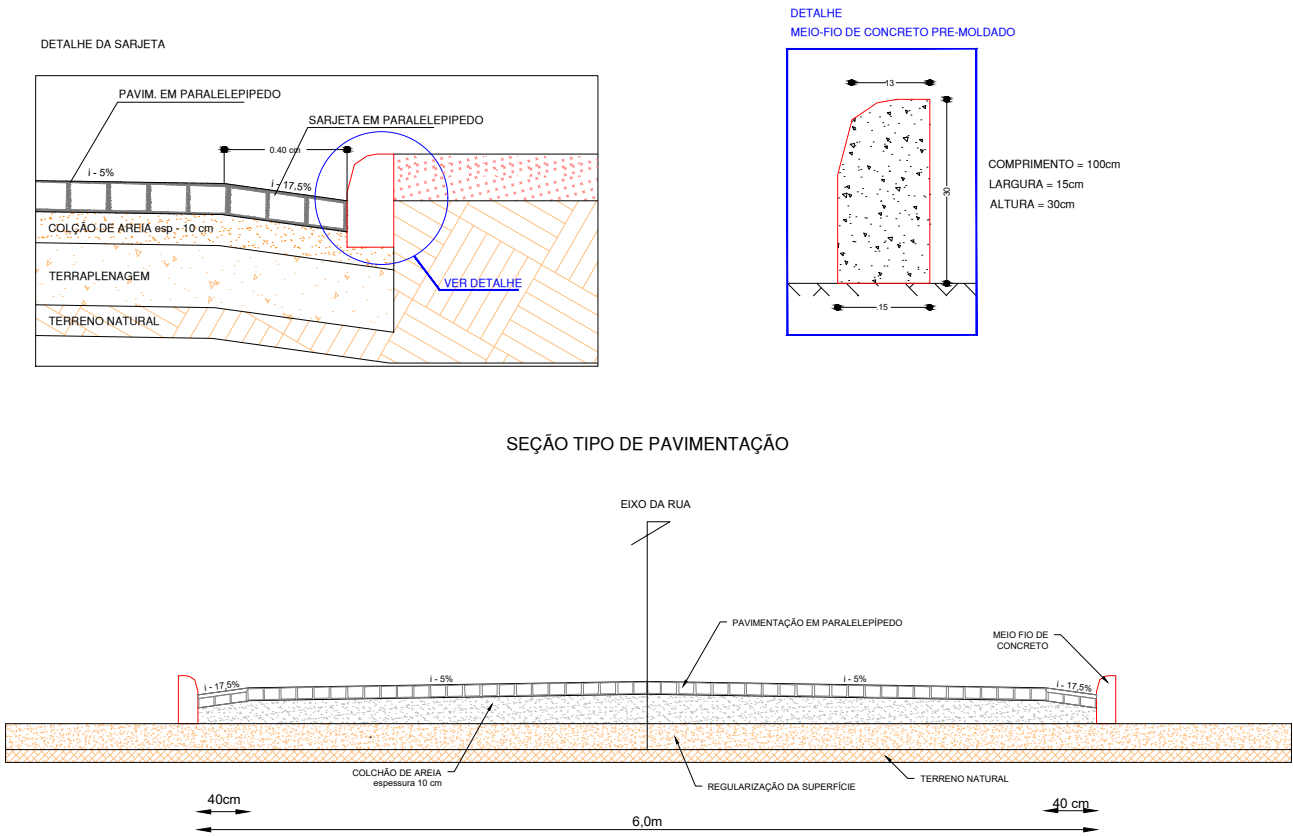 DETALHE DA SARJETA
PAVIM. EM PARALELEPIPEDO
SARJETA EM PARALELEPIPEDO
0.40 cm
i - 5%
i - 17,5%
COLÇÃO DE AREIA esp - 10 cm
TERRAPLENAGEM
TERRENO NATURAL
VER DETALHE
DETALHE
MEIO-FIO DE CONCRETO PRE-MOLDADO
.13
30
.15
COMPRIMENTO = 100cm
LARGURA = 15cm
ALTURA = 30cm
SEÇÃO TIPO DE PAVIMENTAÇÃO
EIXO DA RUA
PAVIMENTAÇÃO EM PARALELEPÍPEDO
MEIO FIO DE
CONCRETO
i - 17,5%
i - 5%
i - 5%
i - 17,5%
COLCHÃO DE AREIA
espessura 10 cm
REGULARIZAÇÃO DA SUPERFÍCIE
TERRENO NATURAL
40cm
40 cm
6,0m